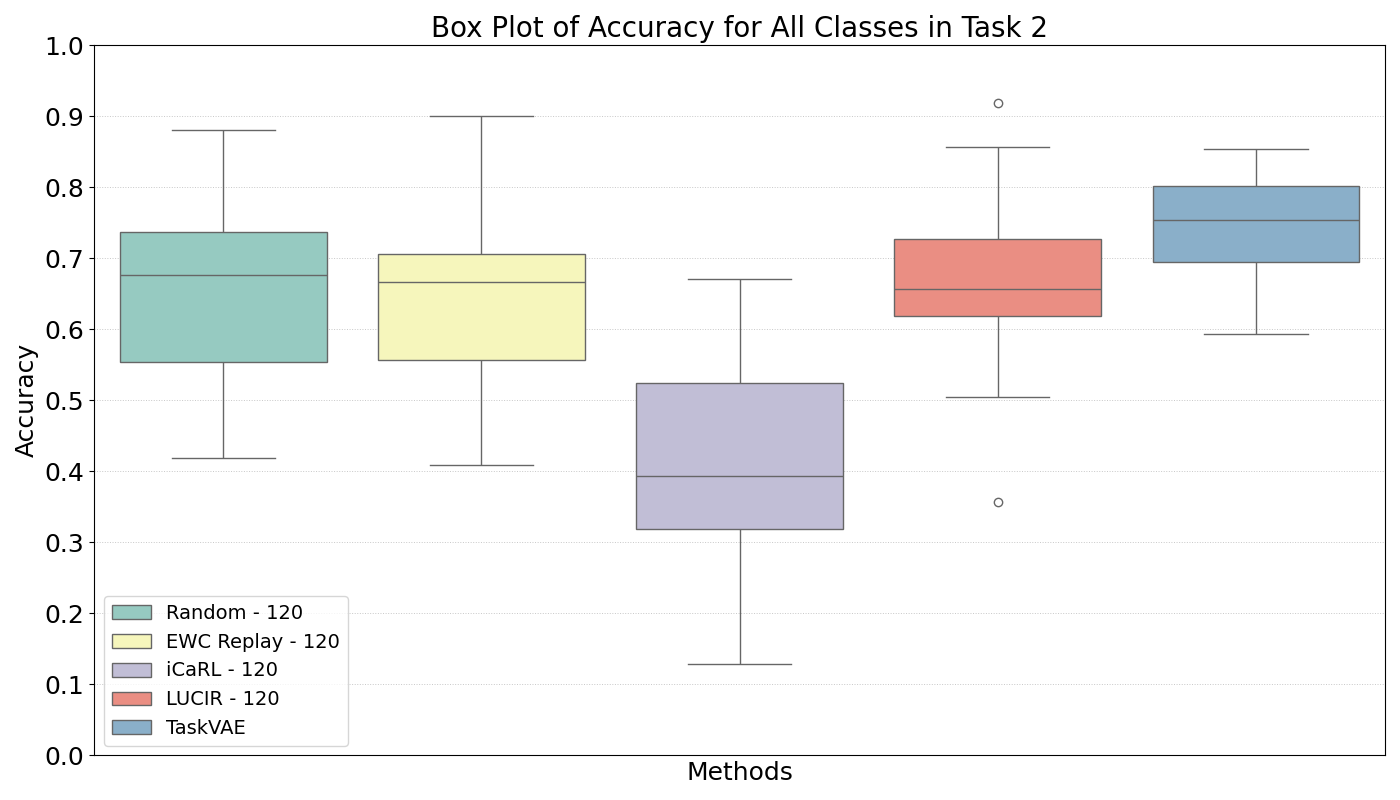 Box Plot of Accuracy for All Classes in Task 2
1.0
0.9
0.8
0.7
0.6
0.5
0.4
0.3
0.2
0.1
0.0
Accuracy
Random - 120
EWC Replay - 120
iCaRL - 120
LUCIR - 120
TaskVAE
Methods